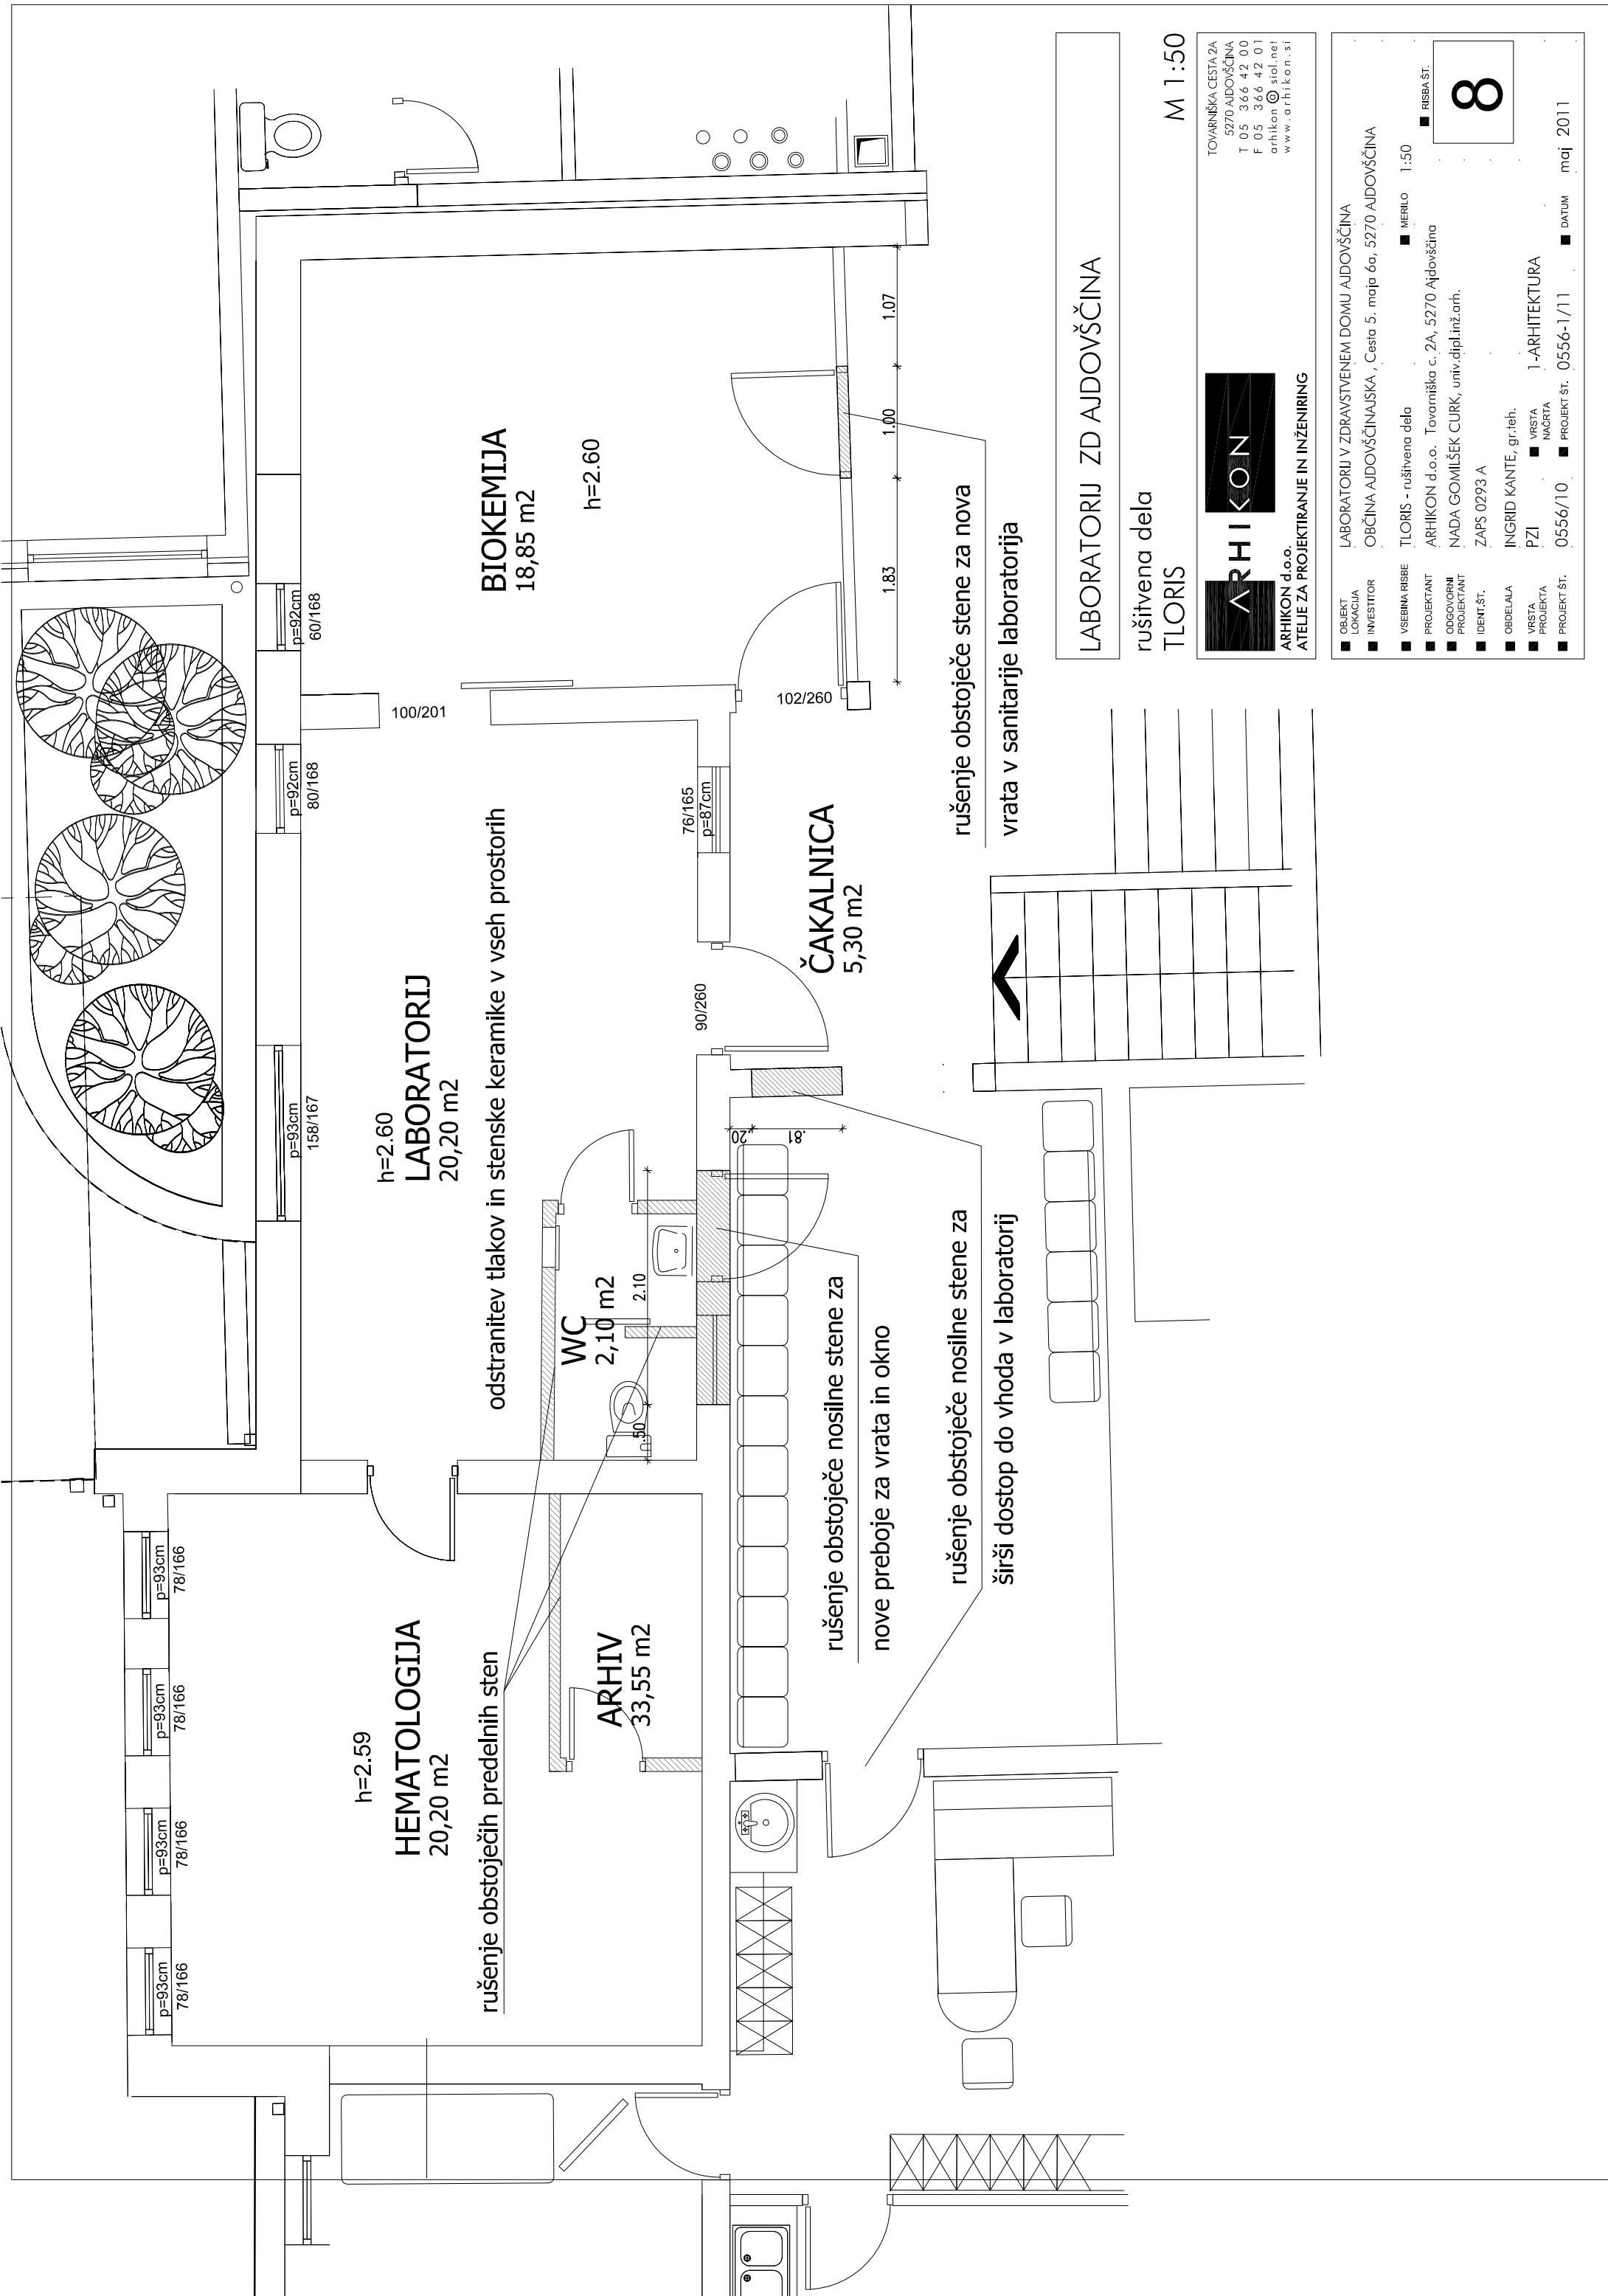 p=93cm
78/166
p=93cm
78/166
p=93cm
78/166
p=93cm
78/166
p=93cm
158/167
p=92cm
80/168
p=92cm
60/168
h=2.59
HEMATOLOGIJA
20,20 m2
rušenje obstoječih predelnih sten
ARHIV
33,55 m2
h=2.60
LABORATORIJ
20,20 m2
odstranitev tlakov in stenske keramike v vseh prostorih
WC
2,10 m2
2.10
.50
100/201
BIOKEMIJA
18,85 m2
h=2.60
76/165
p=87cm
90/260
102/260
ČAKALNICA
5,30 m2
.20
.81
1.83
1.00
1.07
rušenje obstoječe nosilne stene za
nove preboje za vrata in okno
rušenje obstoječe nosilne stene za
širši dostop do vhoda v laboratorij
rušenje obstoječe stene za nova
vrata v sanitarije laboratorija
LABORATORIJ ZD AJDOVŠČINA
rušitvena dela
TLORIS
M 1:50
ARHIKON
ARHIKON d.o.o.
ATELJE ZA PROJEKTIRANJE IN INŽENIRING
TOVARNIŠKA CESTA 2A
5270 AJDOVŠČINA
T 05 366 42 00
F 05 366 42 01
arhikon @ siol.net
www.arhikon.si
OBJEKT LOKACIJA LABORATORIJ V ZDRAVSTVENEM DOMU AJDOVŠČINA
INVESTITOR OBČINA AJDOVŠČINAJSKA , Cesta 5. maja 6a, 5270 AJDOVŠČINA
VSEBINA RISBE TLORIS - rušitvena dela MERILO 1:50
PROJEKTANT ARHIKON d.o.o. Tovarniška c. 2A, 5270 Ajdovščina
RISBA ŠT. 8
ODGOVORNI PROJEKTANT NADA GOMILŠEK CURK, univ.dipl.inž.arh.
IDENT.ŠT. ZAPS 0293 A
OBDELALA INGRID KANTE, gr.teh.
VRSTA PROJEKTA PZI VRSTA NAČRTA 1-ARHITEKTURA
PROJEKT ŠT. 0556/10 PROJEKT ŠT. 0556-1/11 DATUM maj 2011